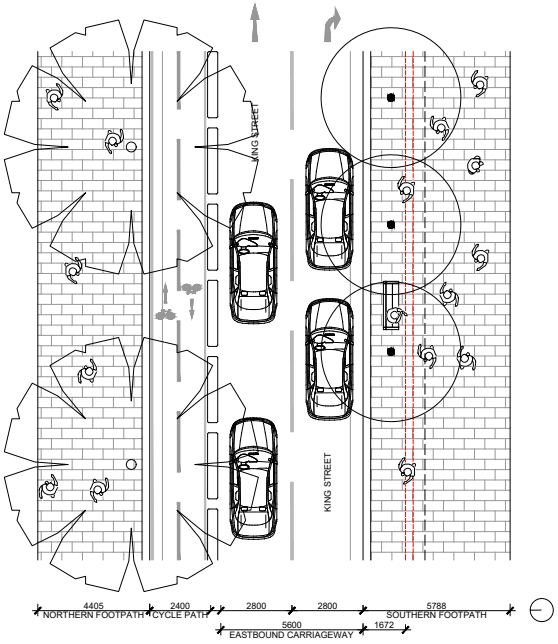 KING STREET
KING STREET
4405 2400 2800 2800 5788
NORTHERN FOOTPATH CYCLE PATH SOUTHERN FOOTPATH
5600 1672
EASTBOUND CARRIAGEWAY